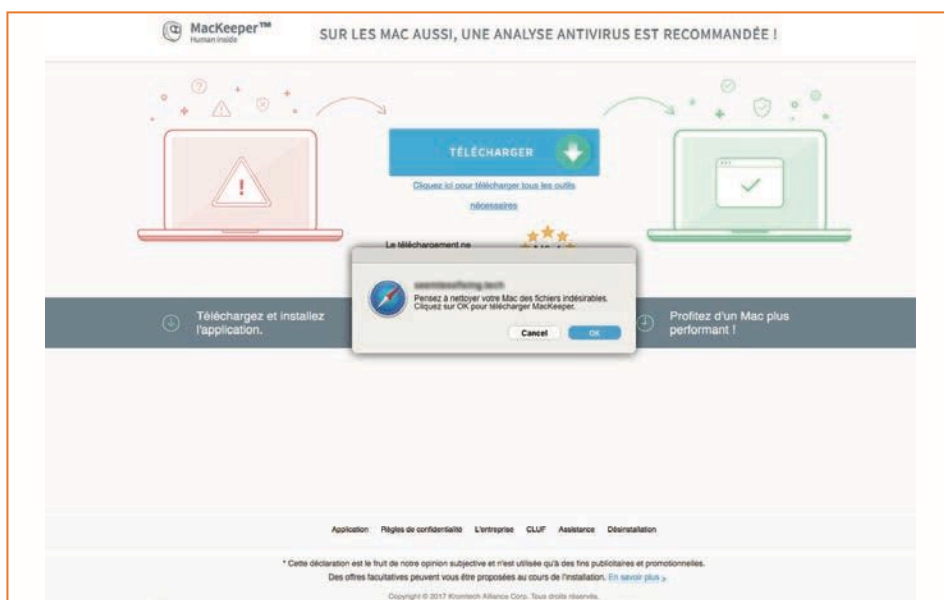 MacKeeper™
Human inside
SUR LES MAC AUSSI, UNE ANALYSE ANTIVIRUS EST RECOMMANDÉE !
TÉLÉCHARGER
Cliquez ici pour télécharger tous les outils
nécessaires
Le téléchargement ne
Pensez à nettoyer votre Mac des fichiers indésirables.
Cliquez sur OK pour télécharger MacKeeper.
Cancel
OK
Téléchargez et installez
l'application.
Profitez d'un Mac plus
performant !
Application Règles de confidentialité L'entreprise CLUF Assistance Désinstallation
* Cette déclaration est le fruit de notre opinion subjective et n'est utilisée qu'à des fins publicitaires et promotionnelles.
Des offres facultatives peuvent vous être proposées au cours de l'installation. En savoir plus >
Copyright © 2017 Kromtech Alliance Corp. Tous droits réservés.